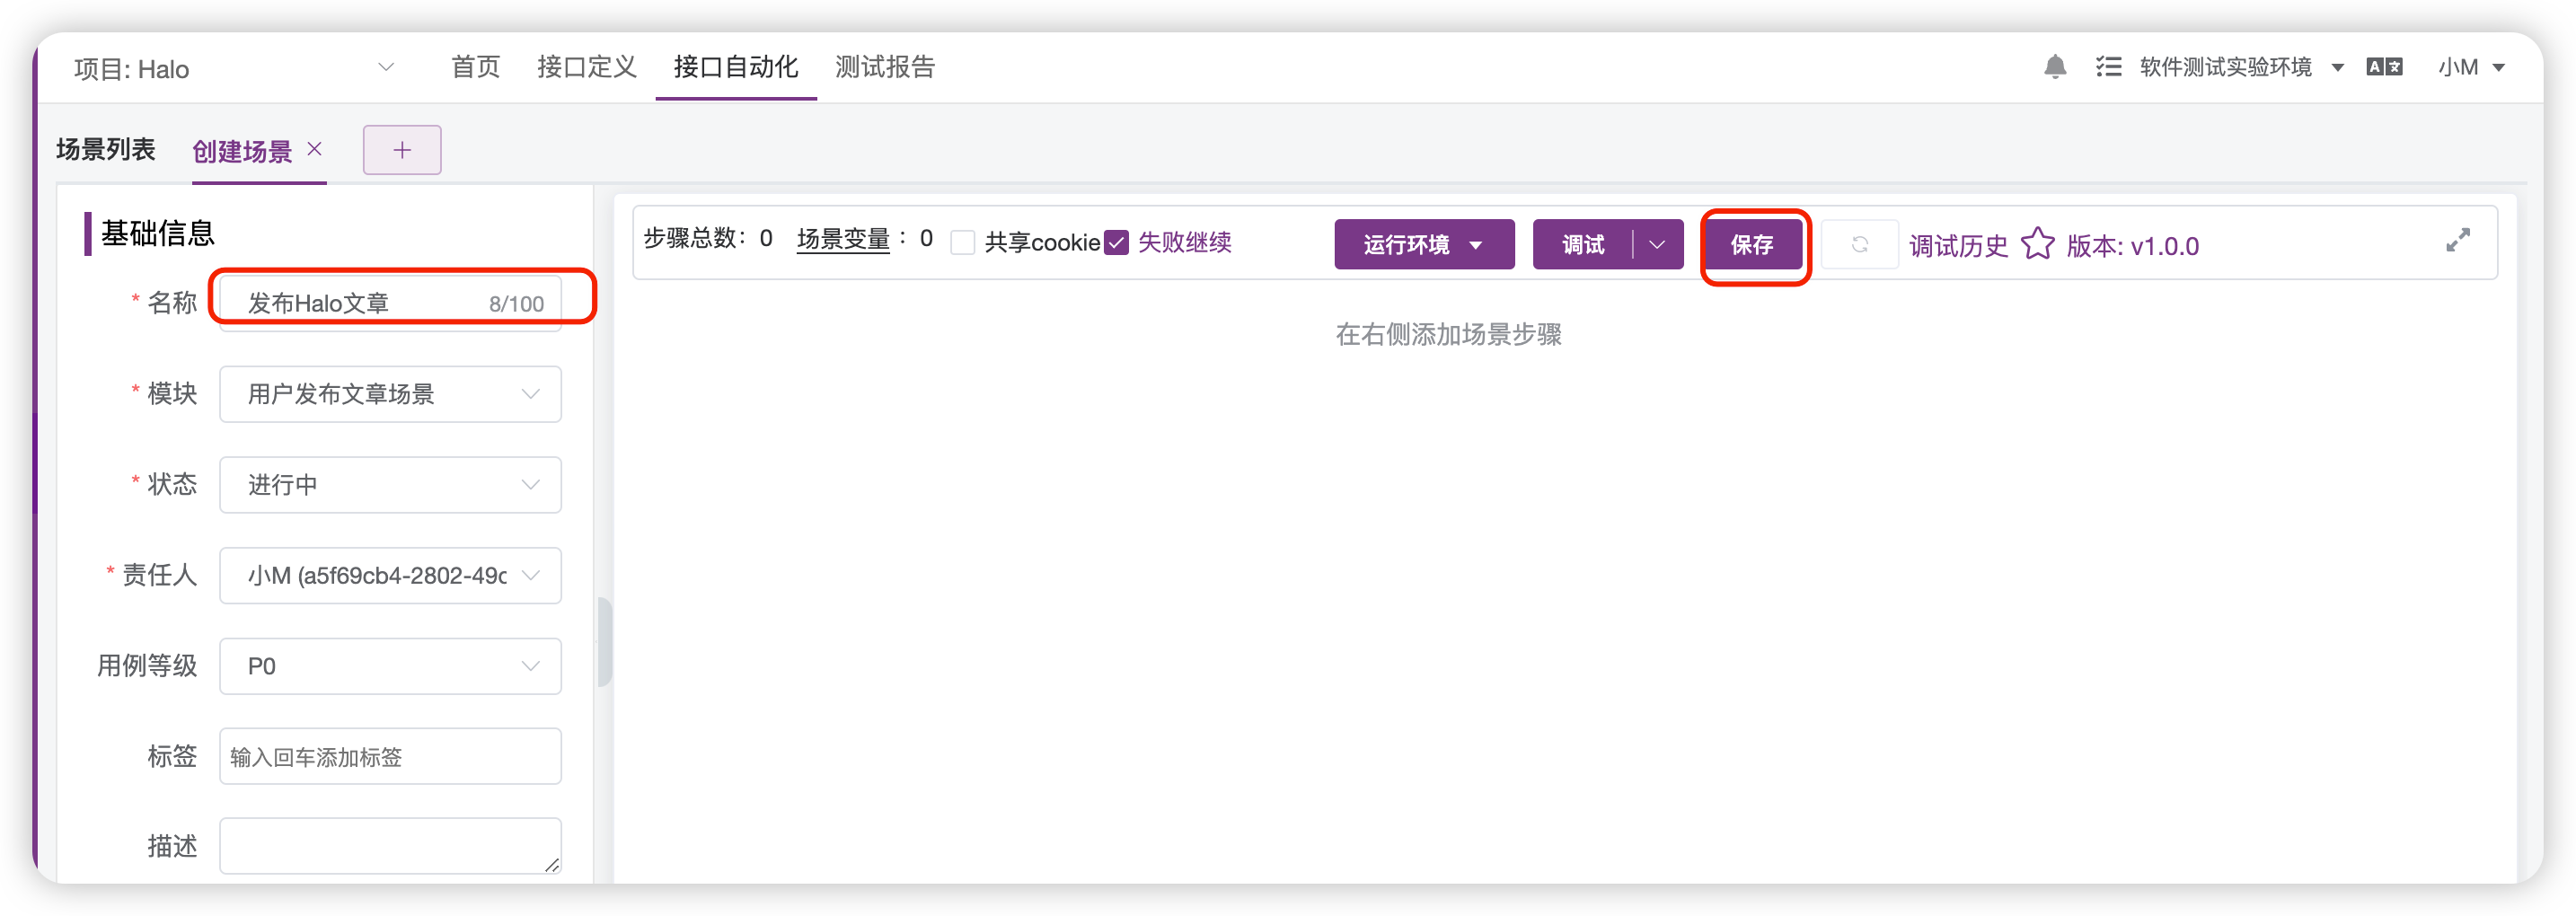 项目: Halo 首页 接口定义 接口自动化 测试报告 软件测试实验环境 小M
场景列表 创建场景 × +
基础信息
步骤总数: 0 场景变量 : 0 共享cookie 失败继续 运行环境 调试 保存 调试历史 版本: v1.0.0
* 名称 发布Halo文章 8/100
在右侧添加场景步骤
* 模块 用户发布文章场景
* 状态 进行中
* 责任人 小M (a5f69cb4-2802-49c
用例等级 P0
标签 输入回车添加标签
描述